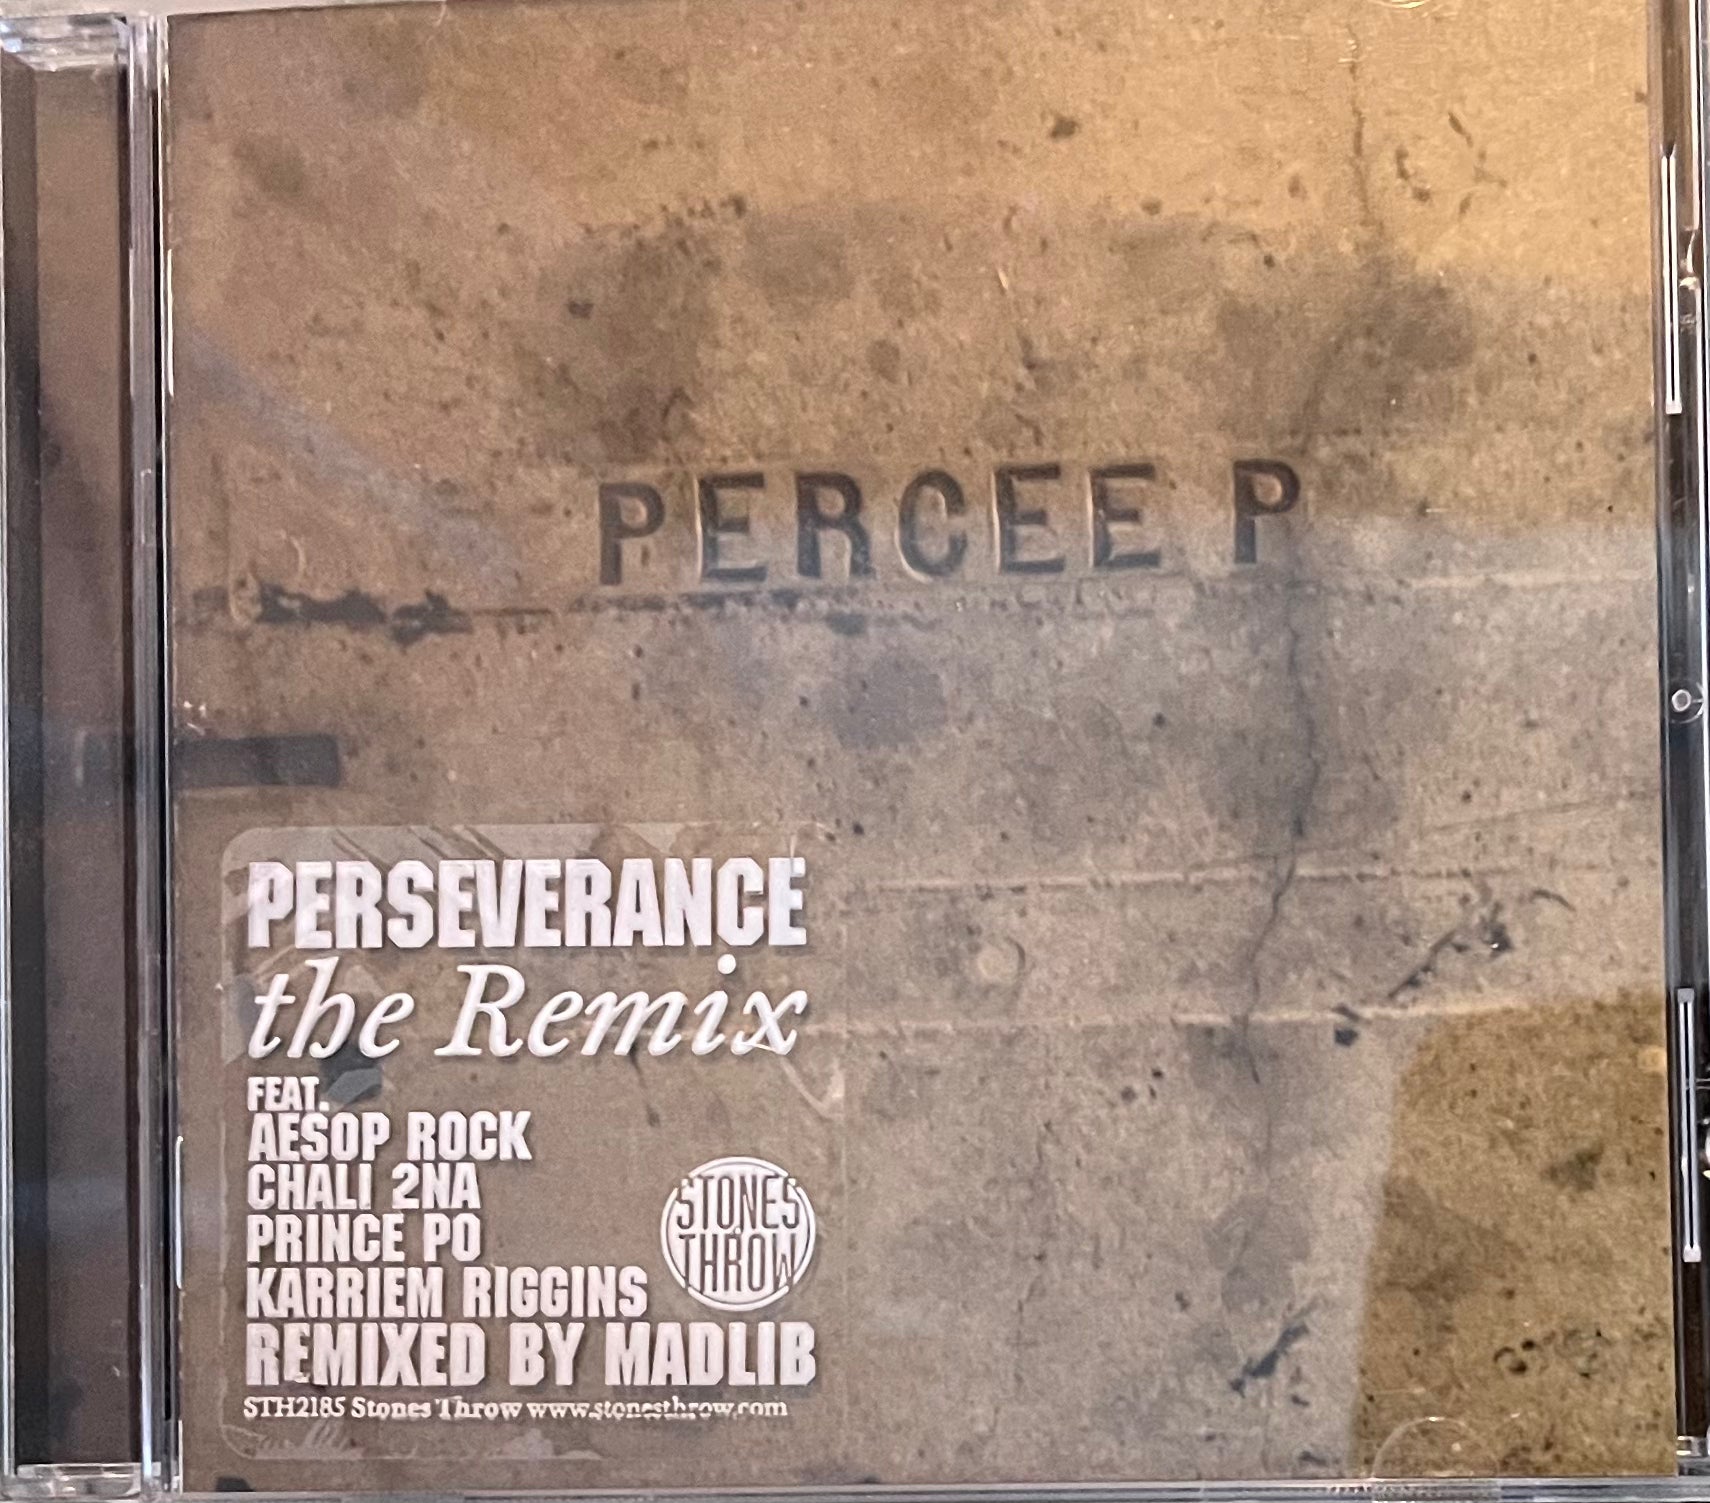 PERCEE P
PERSEVERANCE
the Remix
FEAT.
AESOP ROCK
CHALI 2NA
PRINCE PO
KARRIEM RIGGINS
STONES
THROW
REMIXED BY MADLIB
STH2185 Stones Throw www.stonesthrow.com